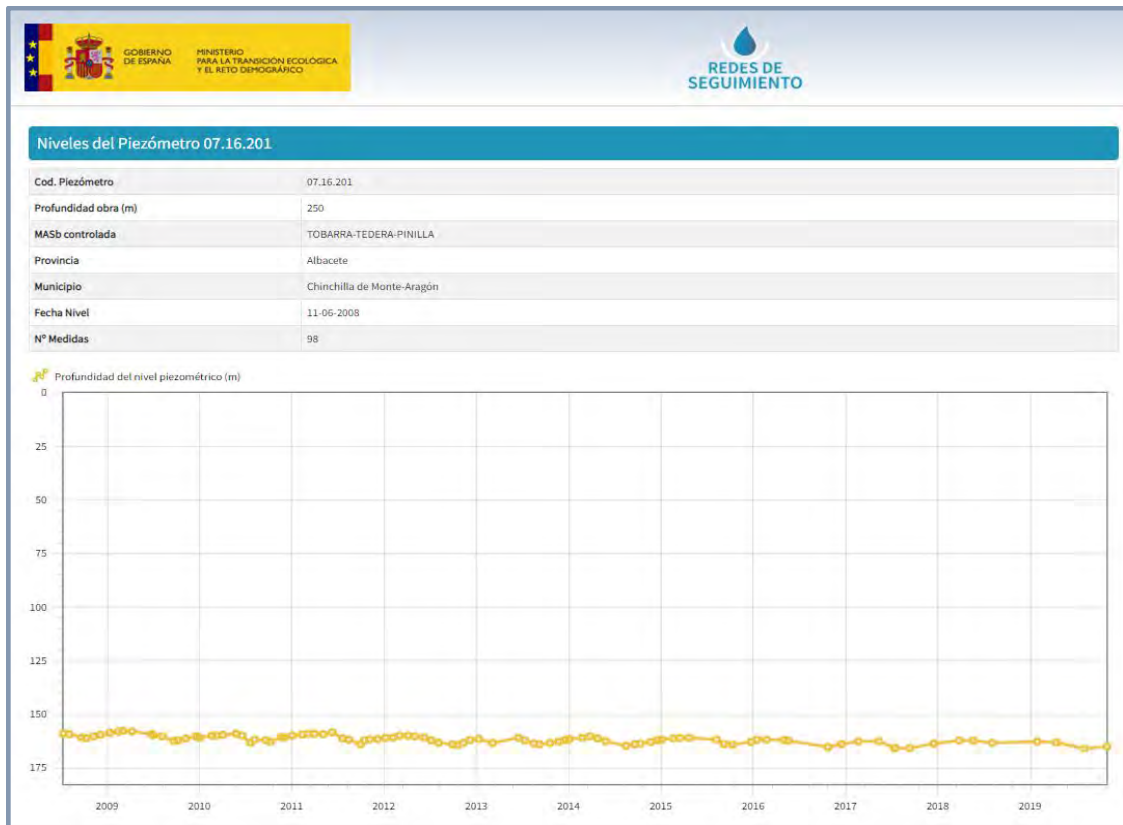 GOBIERNO
DE ESPAÑA
MINISTERIO
PARA LA TRANSICIÓN ECOLÓGICA
Y EL RETO DEMOGRÁFICO
REDES DE
SEGUIMIENTO
Niveles del Piezómetro 07.16.201
Cod. Piezómetro 07.16.201
Profundidad obra (m) 250
MASb controlada TOBARRA-TEDERA-PINILLA
Provincia Albacete
Municipio Chinchilla de Monte-Aragón
Fecha Nivel 11-06-2008
Nº Medidas 98
Profundidad del nivel piezométrico (m)
0
25
50
75
100
125
150
175
2009 2010 2011 2012 2013 2014 2015 2016 2017 2018 2019